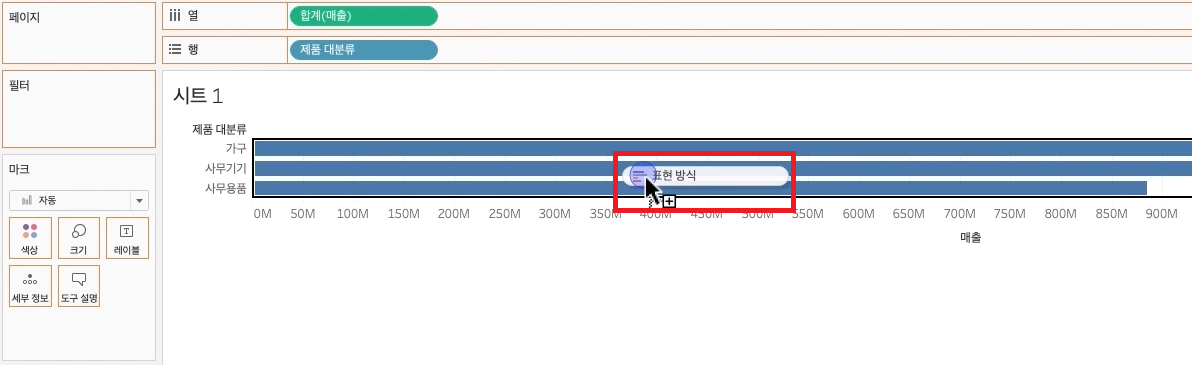 페이지
열
합계(매출)
행
제품 대분류
필터
시트 1
제품 대분류
가구
사무기기
사무용품
표현 방식
0M 50M 100M 150M 200M 250M 300M 350M 400M 450M 500M 550M 600M 650M 700M 750M 800M 850M 900M
매출
마크
자동
색상 크기 레이블
세부 정보 도구 설명